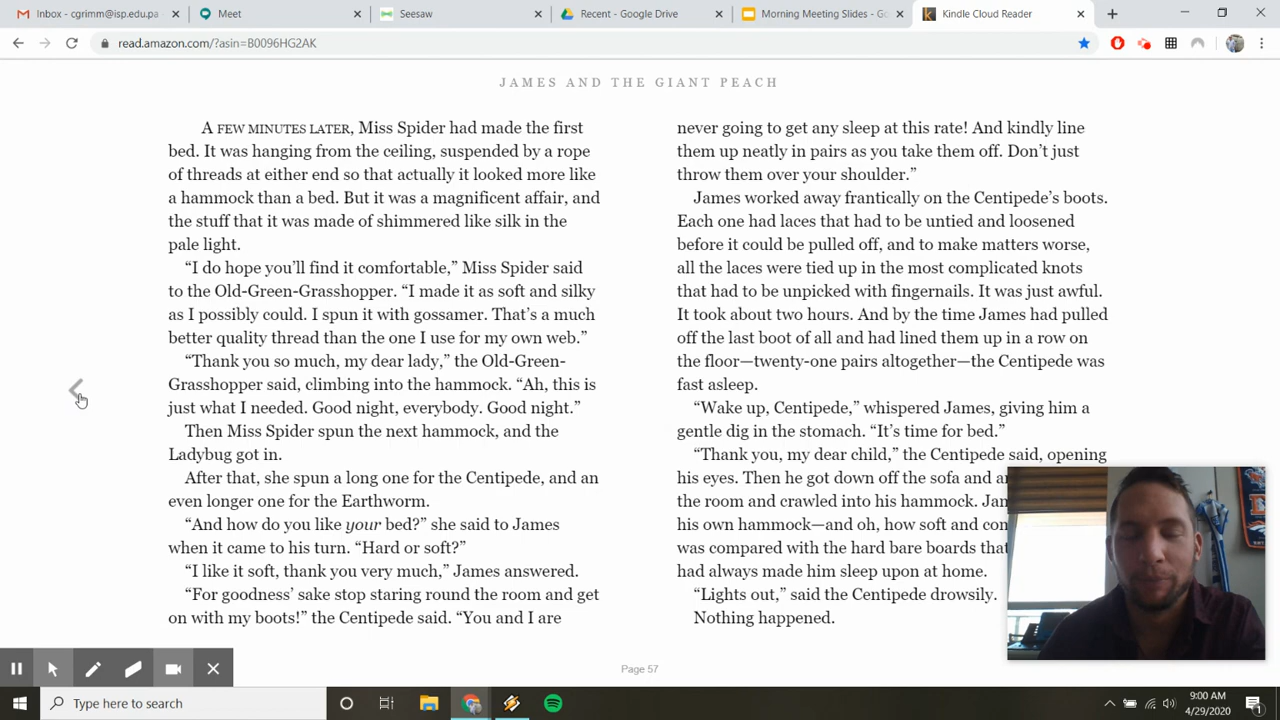 Inbox - cgrimm@isp.edu.pa
Meet
Seesaw
Recent - Google Drive
Morning Meeting Slides - Go
Kindle Cloud Reader
read.amazon.com/?asin=B0096HG2AK
JAMES AND THE GIANT PEACH
A FEW MINUTES LATER, Miss Spider had made the first
bed. It was hanging from the ceiling, suspended by a rope
of threads at either end so that actually it looked more like
a hammock than a bed. But it was a magnificent affair, and
the stuff that it was made of shimmered like silk in the
pale light.
“I do hope you’ll find it comfortable,” Miss Spider said
to the Old-Green-Grasshopper. “I made it as soft and silky
as I possibly could. I spun it with gossamer. That’s a much
better quality thread than the one I use for my own web.”
“Thank you so much, my dear lady,” the Old-Green-
Grasshopper said, climbing into the hammock. “Ah, this is
just what I needed. Good night, everybody. Good night.”
Then Miss Spider spun the next hammock, and the
Ladybug got in.
After that, she spun a long one for the Centipede, and an
even longer one for the Earthworm.
“And how do you like your bed?” she said to James
when it came to his turn. “Hard or soft?”
“I like it soft, thank you very much,” James answered.
“For goodness’ sake stop staring round the room and get
on with my boots!” the Centipede said. “You and I are
never going to get any sleep at this rate! And kindly line
them up neatly in pairs as you take them off. Don’t just
throw them over your shoulder.”
James worked away frantically on the Centipede’s boots.
Each one had laces that had to be untied and loosened
before it could be pulled off, and to make matters worse,
all the laces were tied up in the most complicated knots
that had to be unpicked with fingernails. It was just awful.
It took about two hours. And by the time James had pulled
off the last boot of all and had lined them up in a row on
the floor—twenty-one pairs altogether—the Centipede was
fast asleep.
“Wake up, Centipede,” whispered James, giving him a
gentle dig in the stomach. “It’s time for bed.”
“Thank you, my dear child,” the Centipede said, opening
his eyes. Then he got down off the sofa and
the room and crawled into his hammock.
his own hammock—and oh, how soft and
was compared with the hard bare boards
had always made him sleep upon at home.
“Lights out,” said the Centipede drowsily.
Nothing happened.
Page 57
Type here to search
9:00 AM
4/29/2020